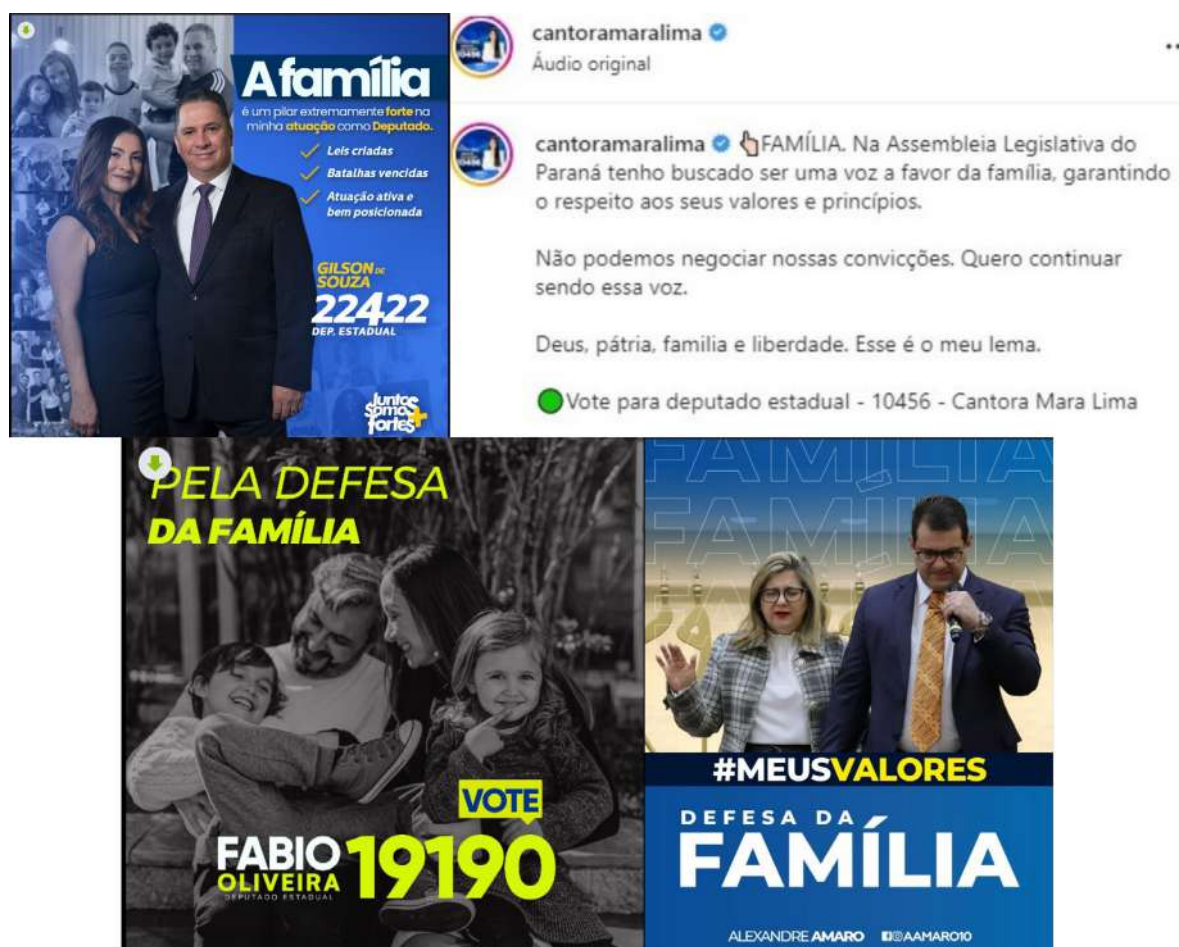 A família
é um pilar extremamente forte na
minha atuação como Deputado.
Leis criadas
Batalhas vencidas
Atuação ativa e
bem posicionada
GILSON DE
SOUZA
22422
DEP. ESTADUAL
Juntos
somos
fortes+
cantoramaralima
Áudio original
cantoramaralima 👆FAMÍLIA. Na Assembleia Legislativa do
Paraná tenho buscado ser uma voz a favor da família, garantindo
o respeito aos seus valores e princípios.
Não podemos negociar nossas convicções. Quero continuar
sendo essa voz.
Deus, pátria, familia e liberdade. Esse é o meu lema.
🟢Vote para deputado estadual - 10456 - Cantora Mara Lima
PELA DEFESA
DA FAMÍLIA
VOTE
FABIO
OLIVEIRA
19190
DEPUTADO ESTADUAL
FAMÍLIA
FAMÍLIA
FAMÍLIA
#MEUSVALORES
DEFESA DA
FAMÍLIA
ALEXANDRE AMARO @AAMARO10